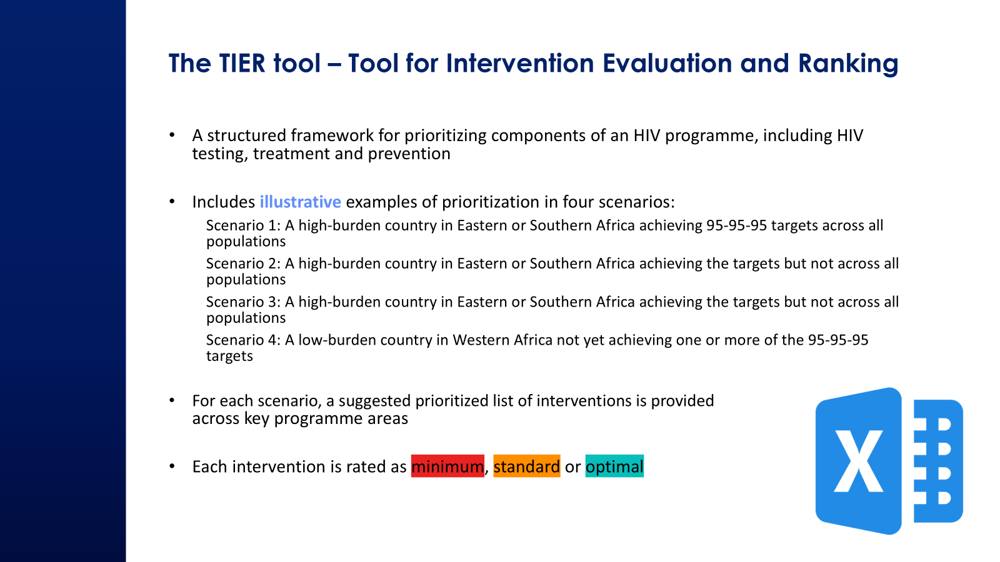 The TIER tool – Tool for Intervention Evaluation and Ranking
• A structured framework for prioritizing components of an HIV programme, including HIV
testing, treatment and prevention
• Includes illustrative examples of prioritization in four scenarios:
Scenario 1: A high-burden country in Eastern or Southern Africa achieving 95-95-95 targets across all
populations
Scenario 2: A high-burden country in Eastern or Southern Africa achieving the targets but not across all
populations
Scenario 3: A high-burden country in Eastern or Southern Africa achieving the targets but not across all
populations
Scenario 4: A low-burden country in Western Africa not yet achieving one or more of the 95-95-95
targets
• For each scenario, a suggested prioritized list of interventions is provided
across key programme areas
• Each intervention is rated as minimum, standard or optimal
X